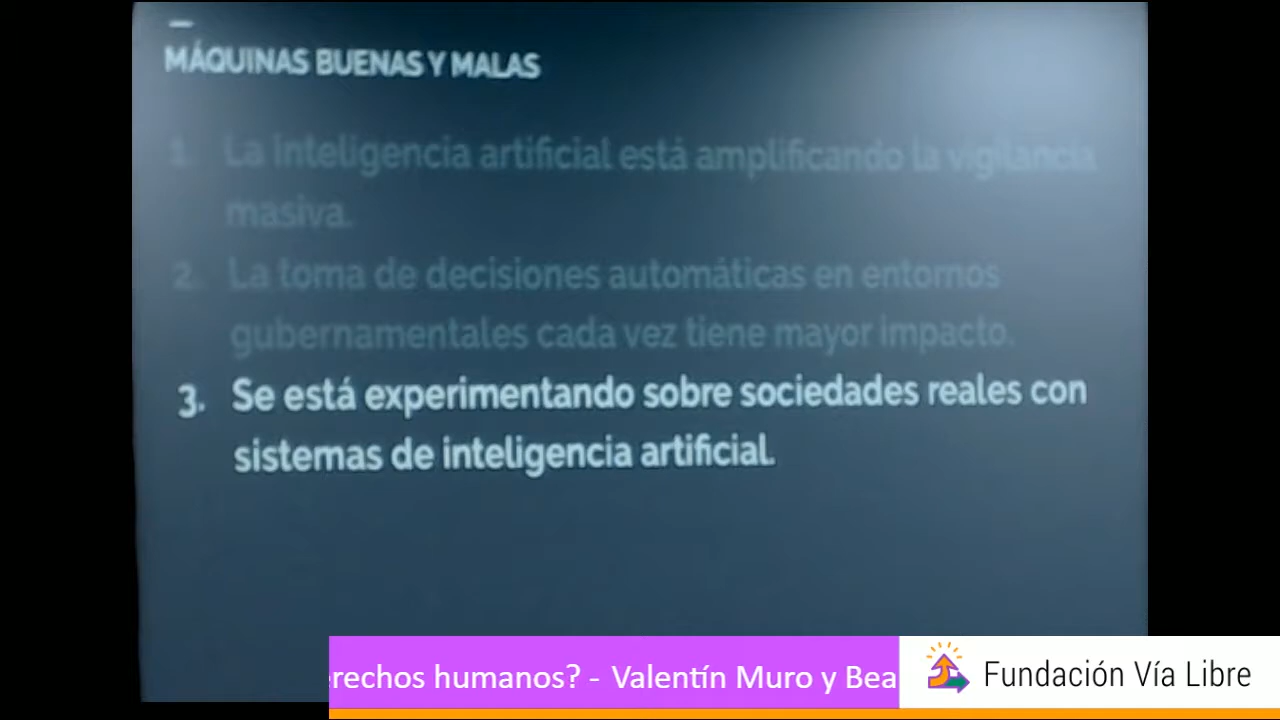 MÁQUINAS BUENAS Y MALAS
1. La inteligencia artificial está amplificando la vigilancia
masiva.
2. La toma de decisiones automáticas en entornos
gubernamentales cada vez tiene mayor impacto.
3. Se está experimentando sobre sociedades reales con
sistemas de inteligencia artificial.
rechos humanos? - Valentín Muro y Bea
Fundación Vía Libre